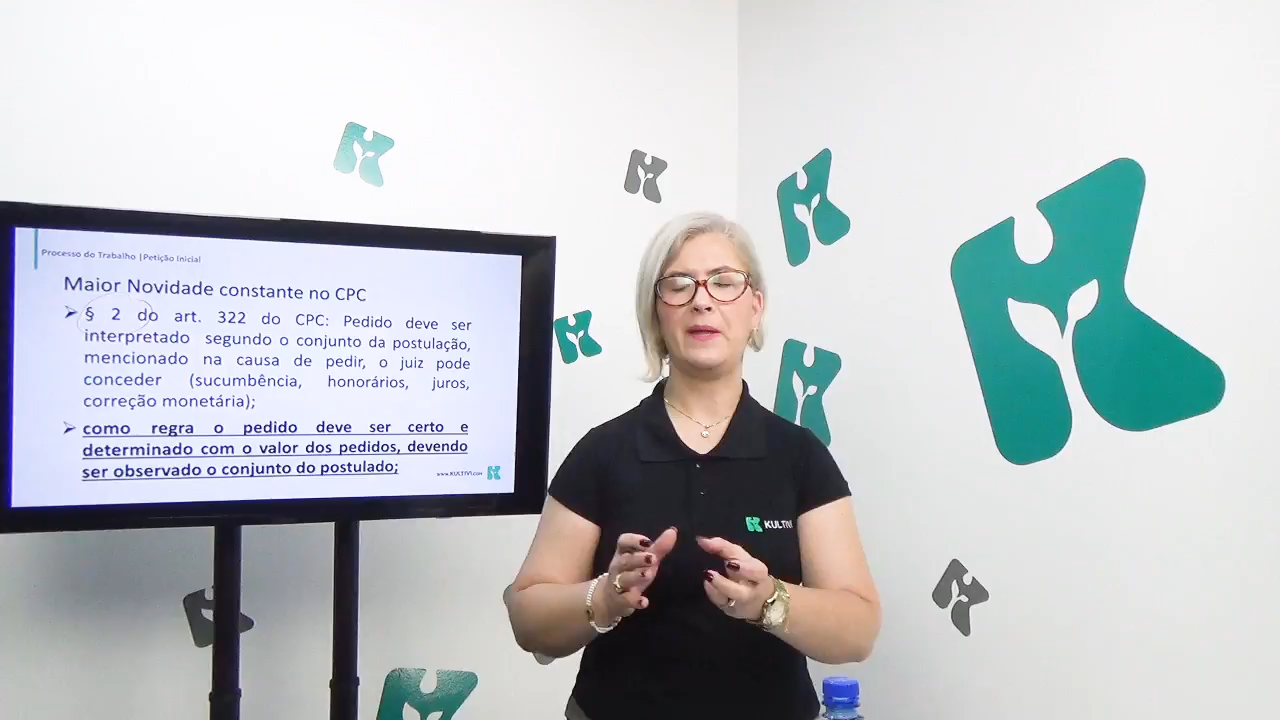 Processo do Trabalho |Petição Inicial
Maior Novidade constante no CPC
➤ § 2 do art. 322 do CPC: Pedido deve ser
interpretado segundo o conjunto da postulação,
mencionado na causa de pedir, o juiz pode
conceder (sucumbência, honorários, juros,
correção monetária);
➤ como regra o pedido deve ser certo e
determinado com o valor dos pedidos, devendo
ser observado o conjunto do postulado;
www.KULTIVI.com
KULTIVI